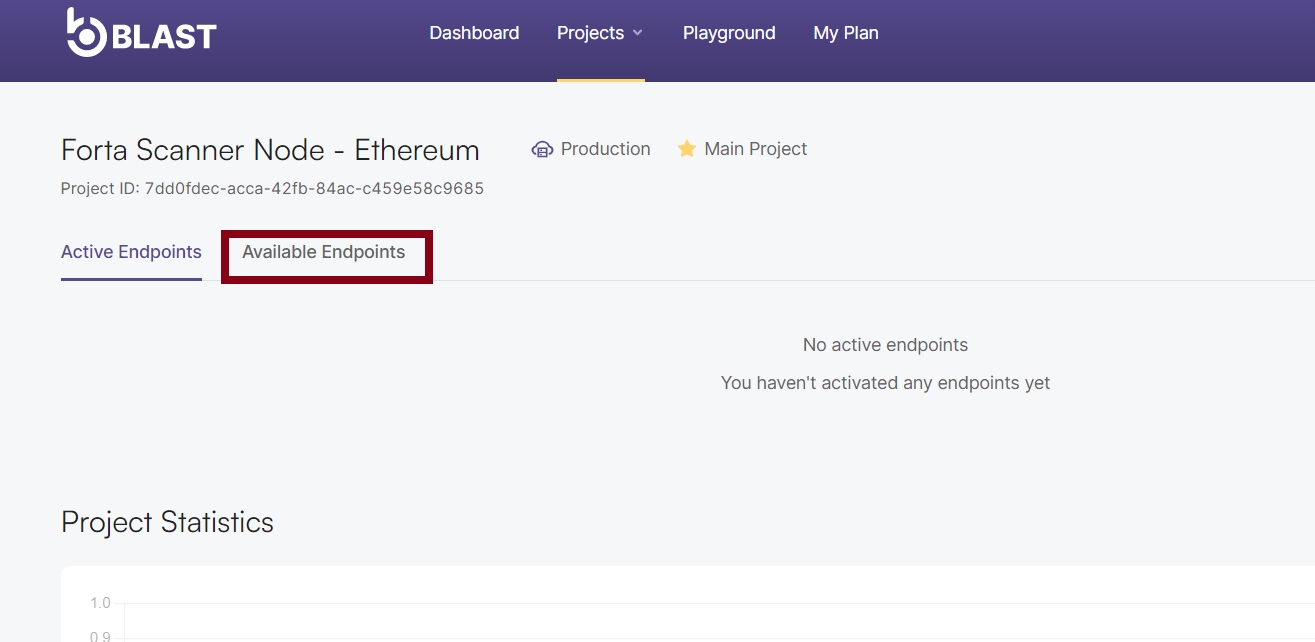 BLAST
Dashboard Projects Playground My Plan
Forta Scanner Node - Ethereum Production Main Project
Project ID: 7dd0fdec-acca-42fb-84ac-c459e58c9685
Active Endpoints Available Endpoints
No active endpoints
You haven't activated any endpoints yet
Project Statistics
1.0
0.9